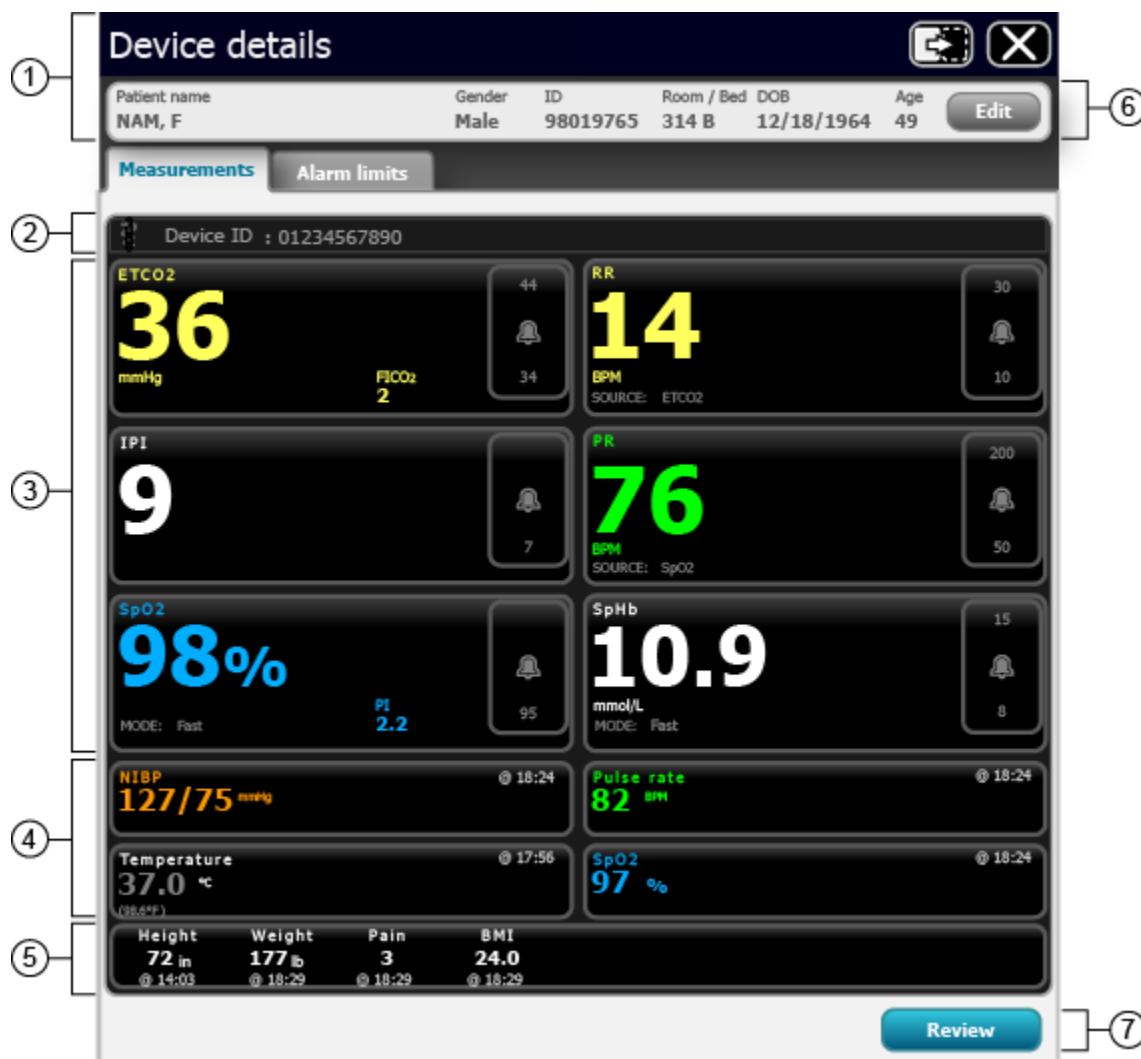 Device details
1
Patient name Gender ID Room / Bed DOB Age
NAM, F Male 98019765 314 B 12/18/1964 49 Edit
6
Measurements Alarm limits
2
Device ID : 01234567890
ETCO2 44
36
mmHg FICO2 34
2
RR 30
14
BPM 10
SOURCE: ETCO2
3
IPI
9
7
PR 200
76
BPM 50
SOURCE: SpO2
SpO2
98%
PI 95
MODE: Fast 2.2
SpHb 15
10.9
mmol/L 8
MODE: Fast
4
NIBP @ 18:24
127/75 mmHg
Pulse rate @ 18:24
82 BPM
Temperature @ 17:56
37.0 °C
(98.6°F)
SpO2 @ 18:24
97 %
5
Height Weight Pain BMI
72 in 177 lb 3 24.0
@ 14:03 @ 18:29 @ 18:29 @ 18:29
Review
7